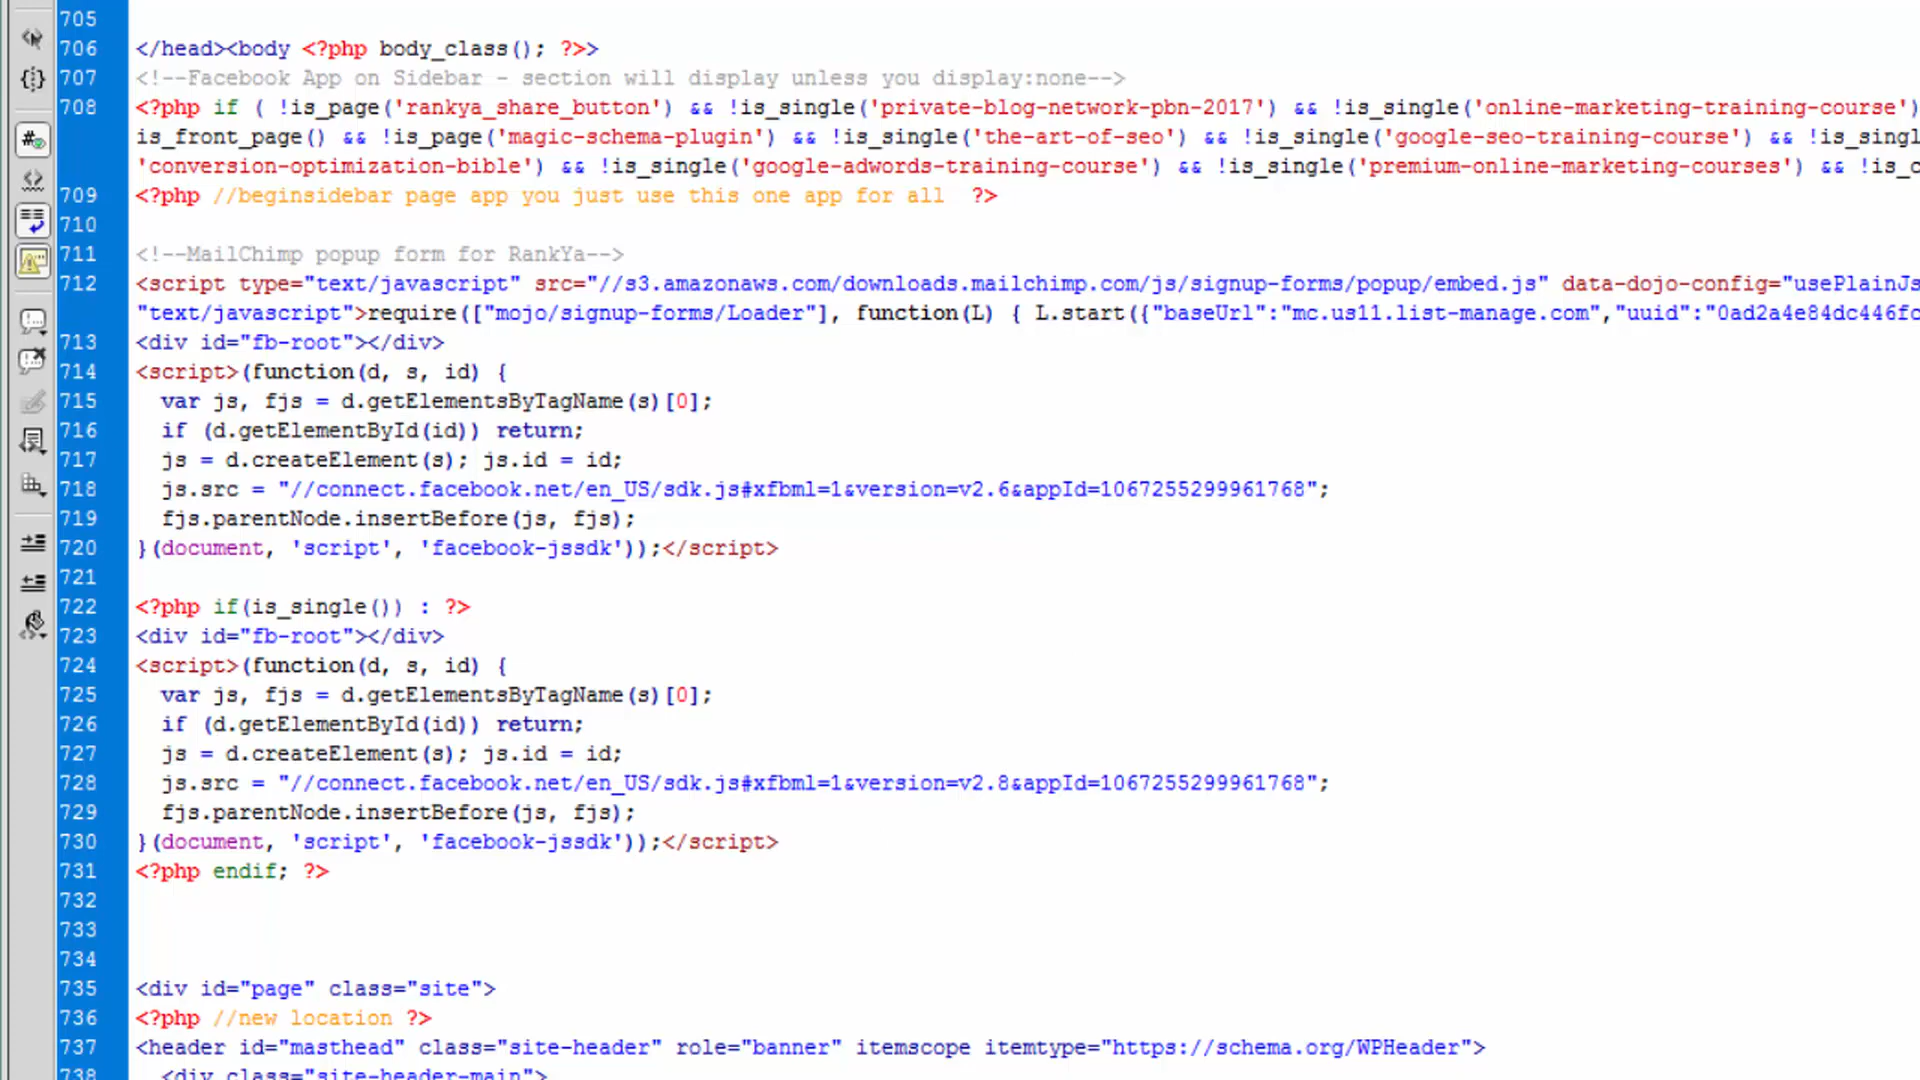 705
706 </head><body <?php body_class(); ?>>
707 <!--Facebook App on Sidebar - section will display unless you display:none-->
708 <?php if ( !is_page('rankya_share_button') && !is_single('private-blog-network-pbn-2017') && !is_single('online-marketing-training-course')
is_front_page() && !is_page('magic-schema-plugin') && !is_single('the-art-of-seo') && !is_single('google-seo-training-course') && !is_singl
'conversion-optimization-bible') && !is_single('google-adwords-training-course') && !is_single('premium-online-marketing-courses') && !is_c
709 <?php //beginsidebar page app you just use this one app for all  ?>
710
711 <!--MailChimp popup form for RankYa-->
712 <script type="text/javascript" src="//s3.amazonaws.com/downloads.mailchimp.com/js/signup-forms/popup/embed.js" data-dojo-config="usePlainJs
"text/javascript">require(["mojo/signup-forms/Loader"], function(L) { L.start({"baseUrl":"mc.us11.list-manage.com","uuid":"0ad2a4e84dc446fc
713 <div id="fb-root"></div>
714 <script>(function(d, s, id) {
715   var js, fjs = d.getElementsByTagName(s)[0];
716   if (d.getElementById(id)) return;
717   js = d.createElement(s); js.id = id;
718   js.src = "//connect.facebook.net/en_US/sdk.js#xfbml=1&version=v2.6&appId=1067255299961768";
719   fjs.parentNode.insertBefore(js, fjs);
720 }(document, 'script', 'facebook-jssdk'));</script>
721
722 <?php if(is_single()) : ?>
723 <div id="fb-root"></div>
724 <script>(function(d, s, id) {
725   var js, fjs = d.getElementsByTagName(s)[0];
726   if (d.getElementById(id)) return;
727   js = d.createElement(s); js.id = id;
728   js.src = "//connect.facebook.net/en_US/sdk.js#xfbml=1&version=v2.8&appId=1067255299961768";
729   fjs.parentNode.insertBefore(js, fjs);
730 }(document, 'script', 'facebook-jssdk'));</script>
731 <?php endif; ?>
732
733
734
735 <div id="page" class="site">
736 <?php //new location ?>
737 <header id="masthead" class="site-header" role="banner" itemscope itemtype="https://schema.org/WPHeader">
738   <div class="site-header-main">